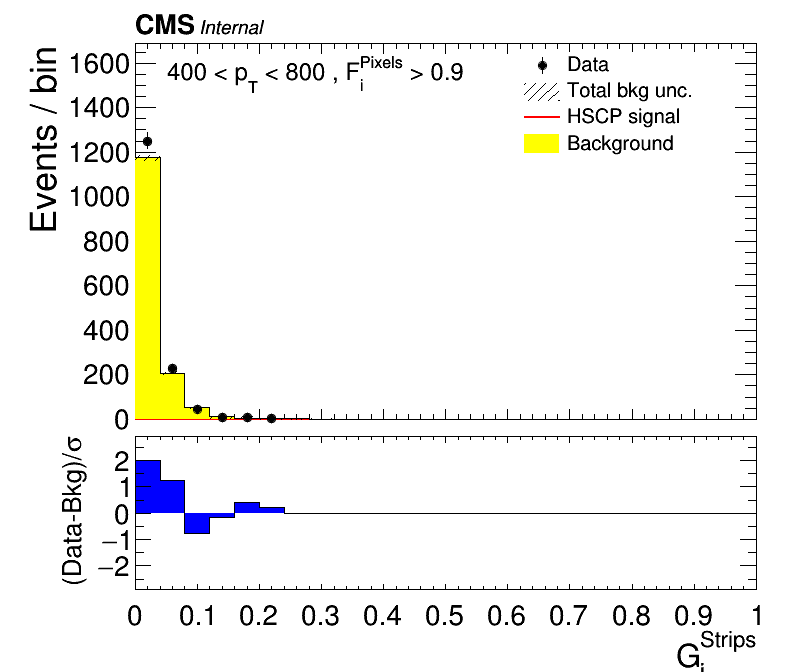 CMS Internal
Events / bin
400 < p_T < 800 , F_i^Pixels > 0.9
Data
Total bkg unc.
HSCP signal
Background
1600
1400
1200
1000
800
600
400
200
0
(Data-Bkg)/σ
2
1
0
−1
−2
0 0.1 0.2 0.3 0.4 0.5 0.6 0.7 0.8 0.9 1
G_i^Strips